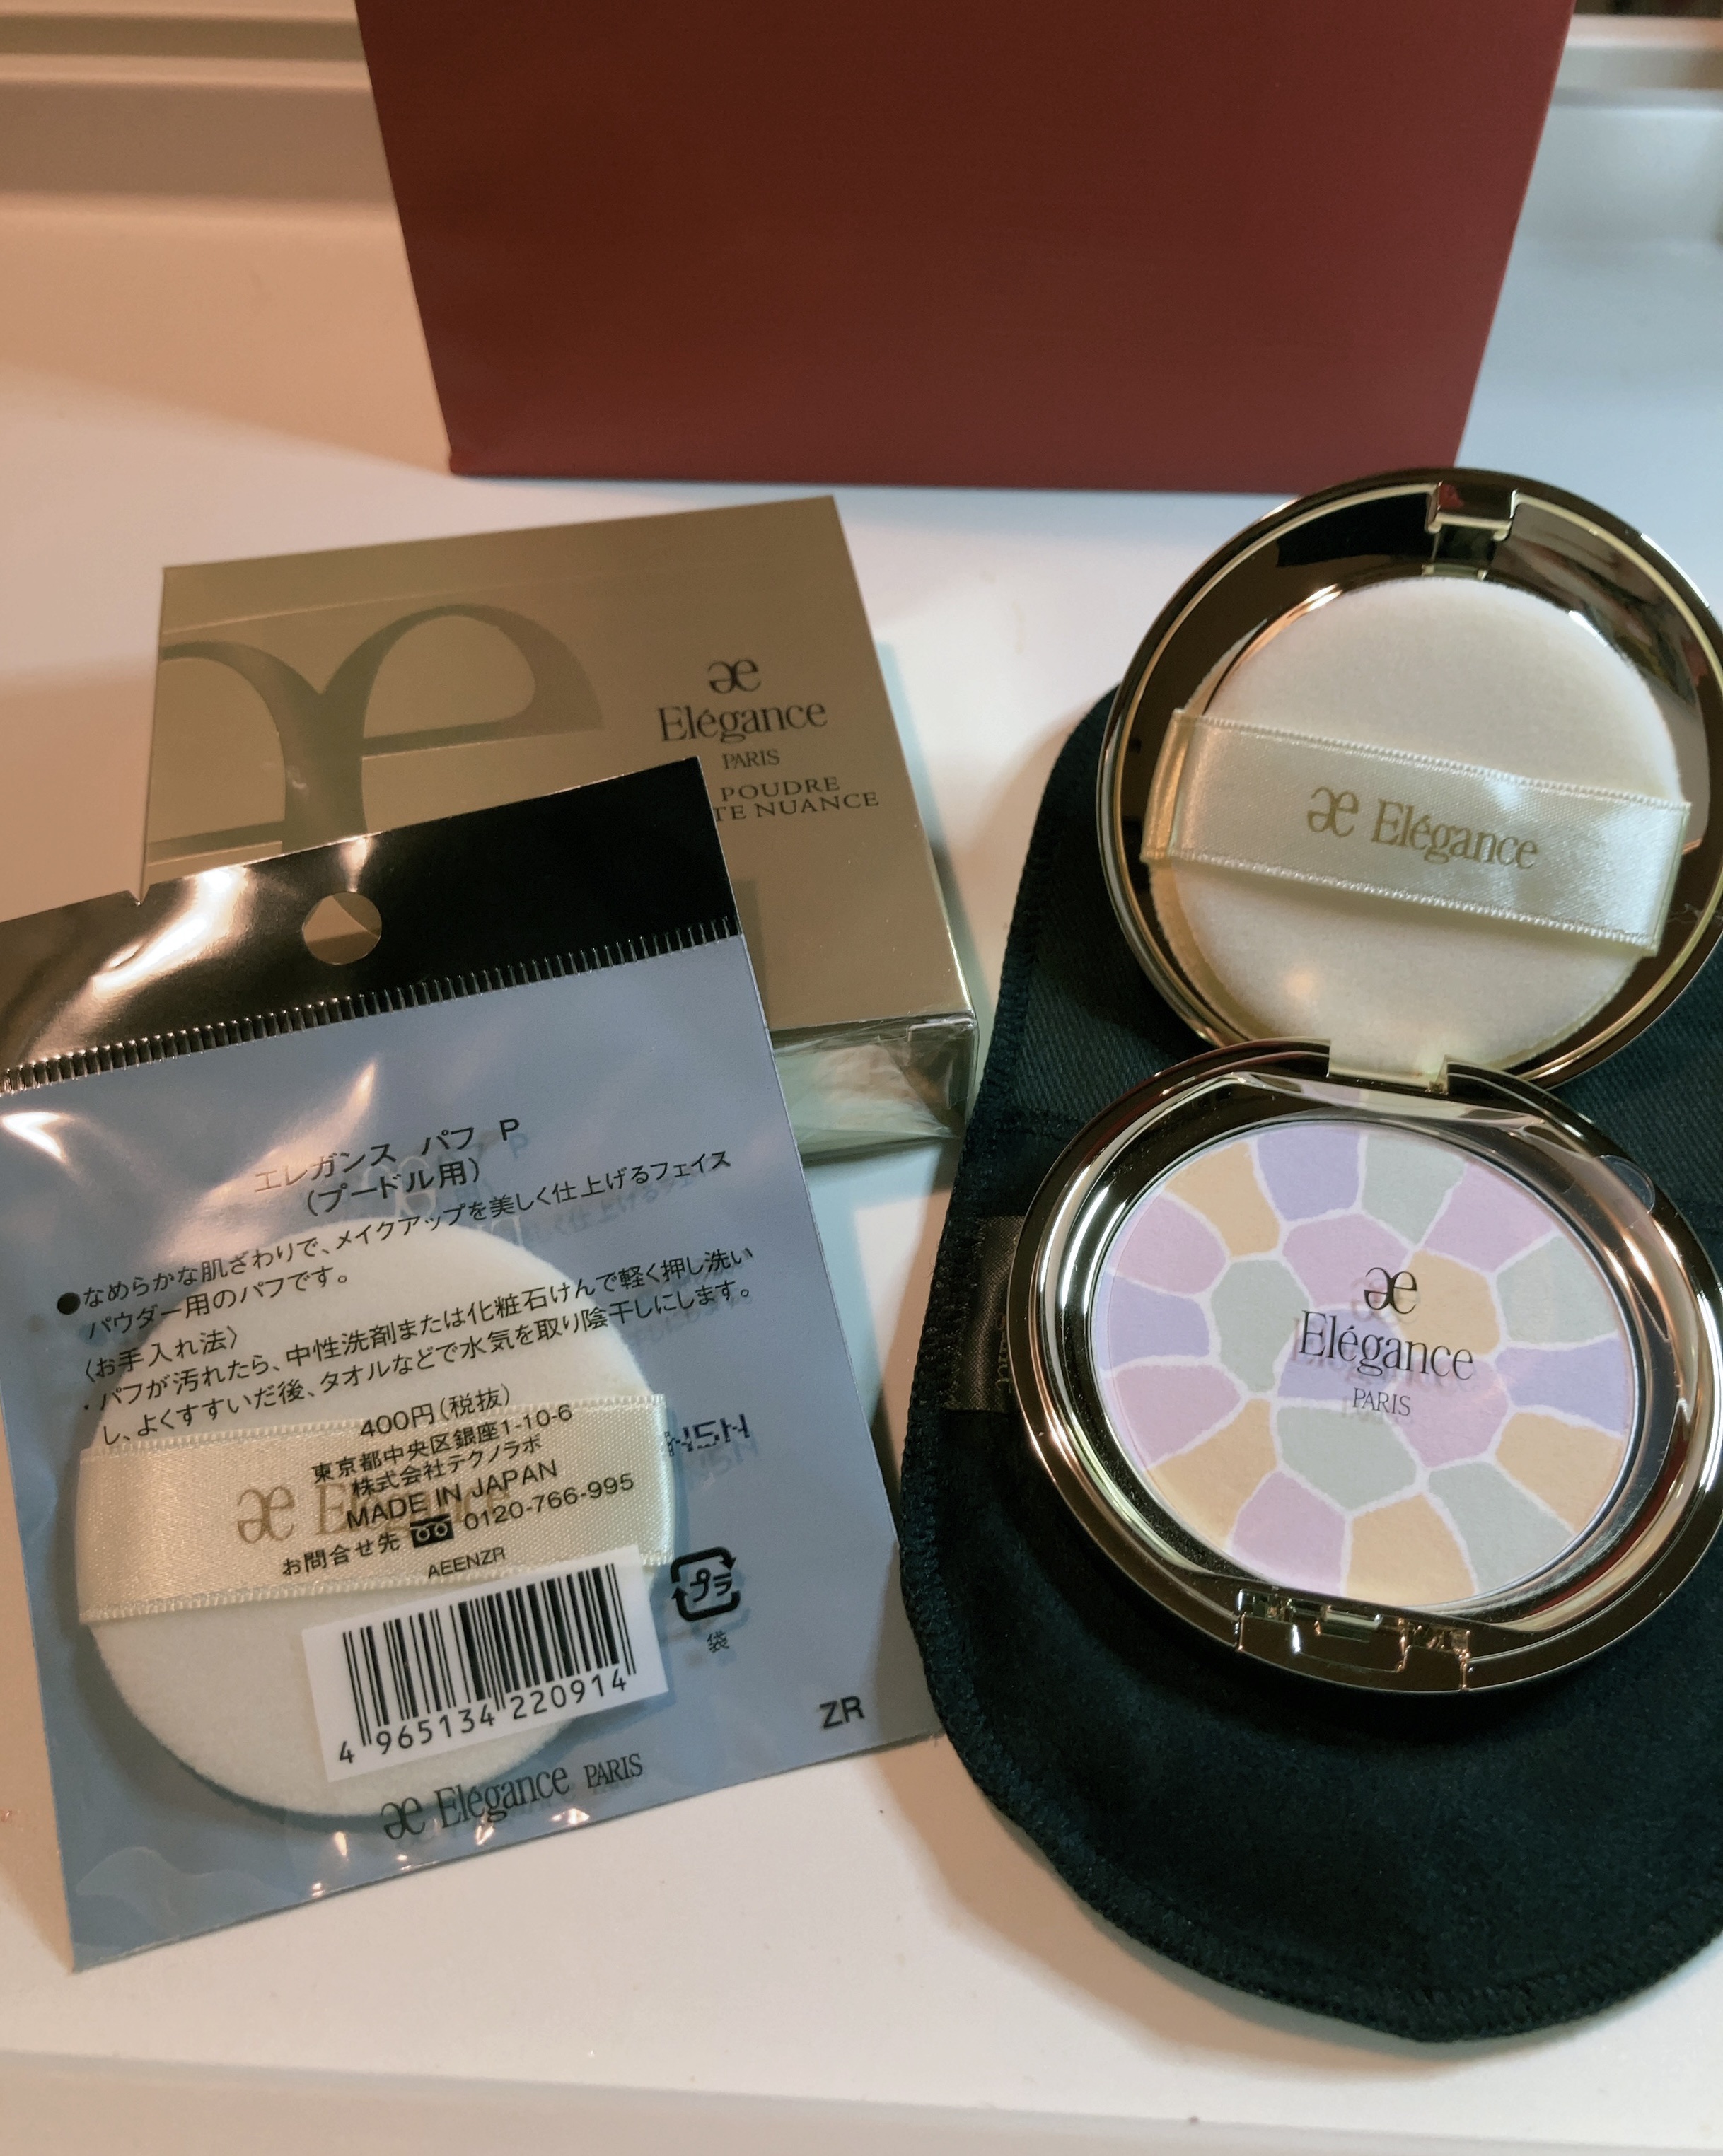 æ
Elégance
PARIS
POUDRE
TE NUANCE
æ Elégance
æ
Elégance
PARIS
エレガンス パフ P
(プードル用)
●なめらかな肌ざわりで、メイクアップを美しく仕上げるフェイス
パウダー用のパフです。
〈お手入れ法〉
・パフが汚れたら、中性洗剤または化粧石けんで軽く押し洗い
し、よくすすいだ後、タオルなどで水気を取り陰干しにします。
400円(税抜)
東京都中央区銀座1-10-6
株式会社テクノラボ
MADE IN JAPAN
お問合せ先 0120-766-995
AEENZR
æ Elégance
プラ
袋
4965134220914
ZR
æ Elégance PARIS